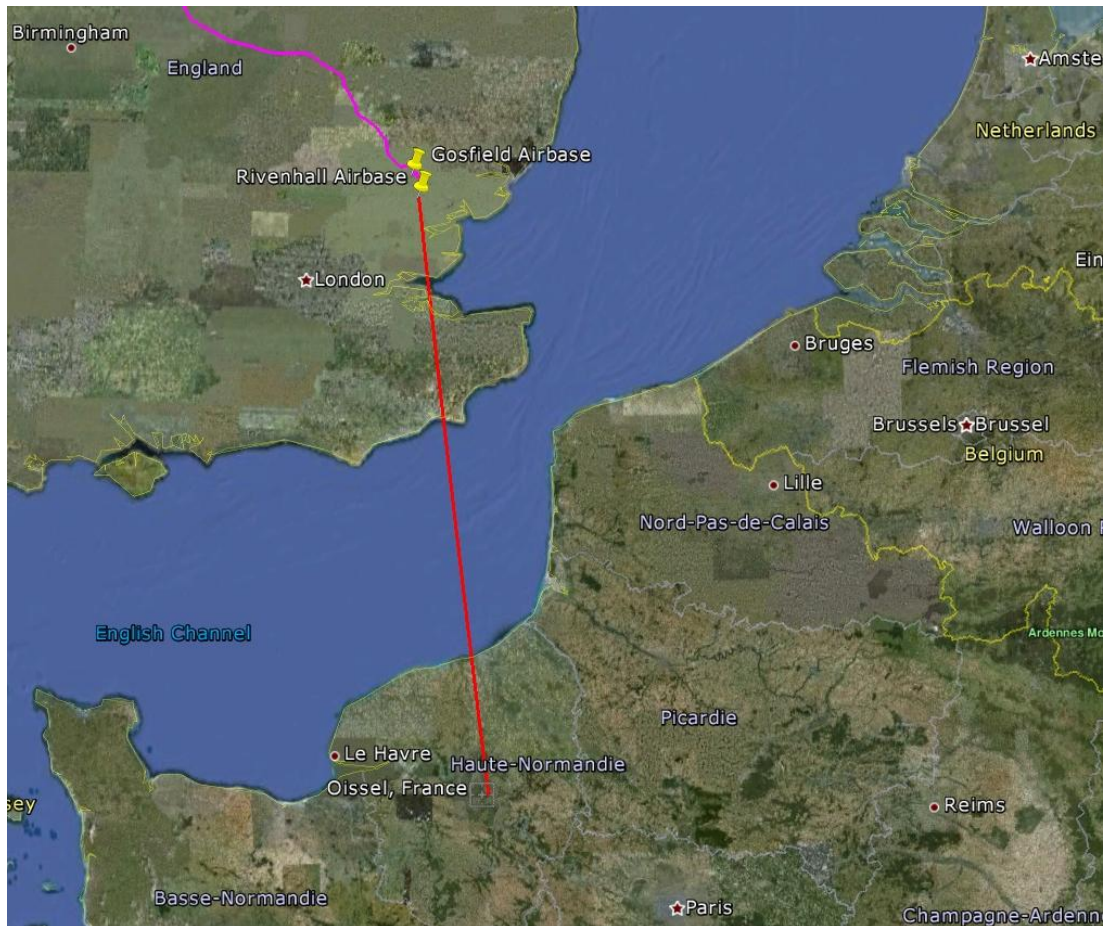 Birmingham
England
Amste
Netherlands
Gosfield Airbase
Rivenhall Airbase
London
Ein
Bruges
Flemish Region
Brussels
Brussel
Belgium
Lille
Nord-Pas-de-Calais
Walloon R
English Channel
Ardennes Mo
Picardie
Le Havre
Haute-Normandie
Oissel, France
sey
Reims
Basse-Normandie
Paris
Champagne-Ardenn